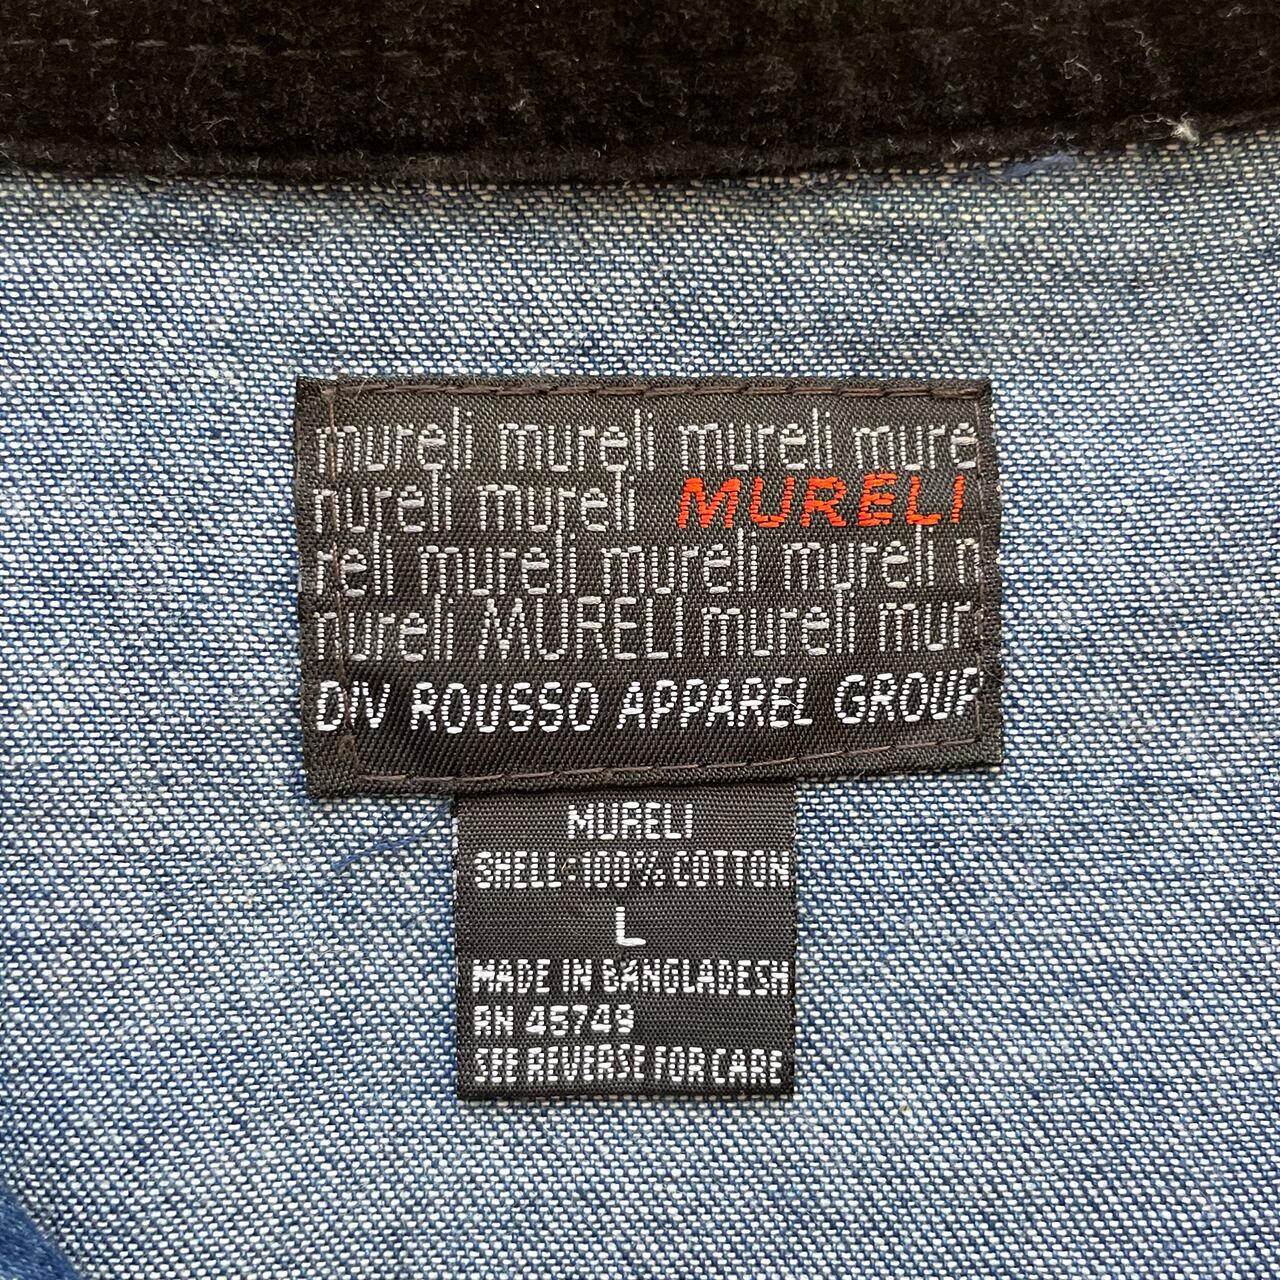 mureli mureli mureli mure
nureli mureli MURELI
reli mureli mureli mureli n
nureli MURELI mureli mur
DIV ROUSSO APPAREL GROUP
MURELI
SHELL:100% COTTON
L
MADE IN BANGLADESH
RN 45749
SEE REVERSE FOR CARE